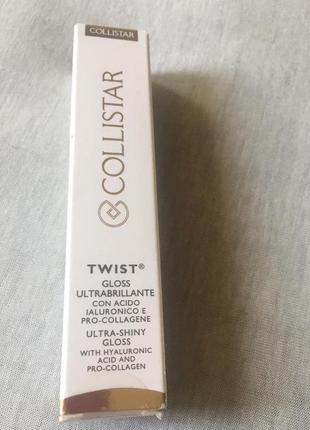 COLLISTAR
COLLISTAR
TWIST®
GLOSS
ULTRABRILLANTE
CON ACIDO
IALURONICO E
PRO-COLLAGENE
ULTRA-SHINY
GLOSS
WITH HYALURONIC
ACID AND
PRO-COLLAGEN